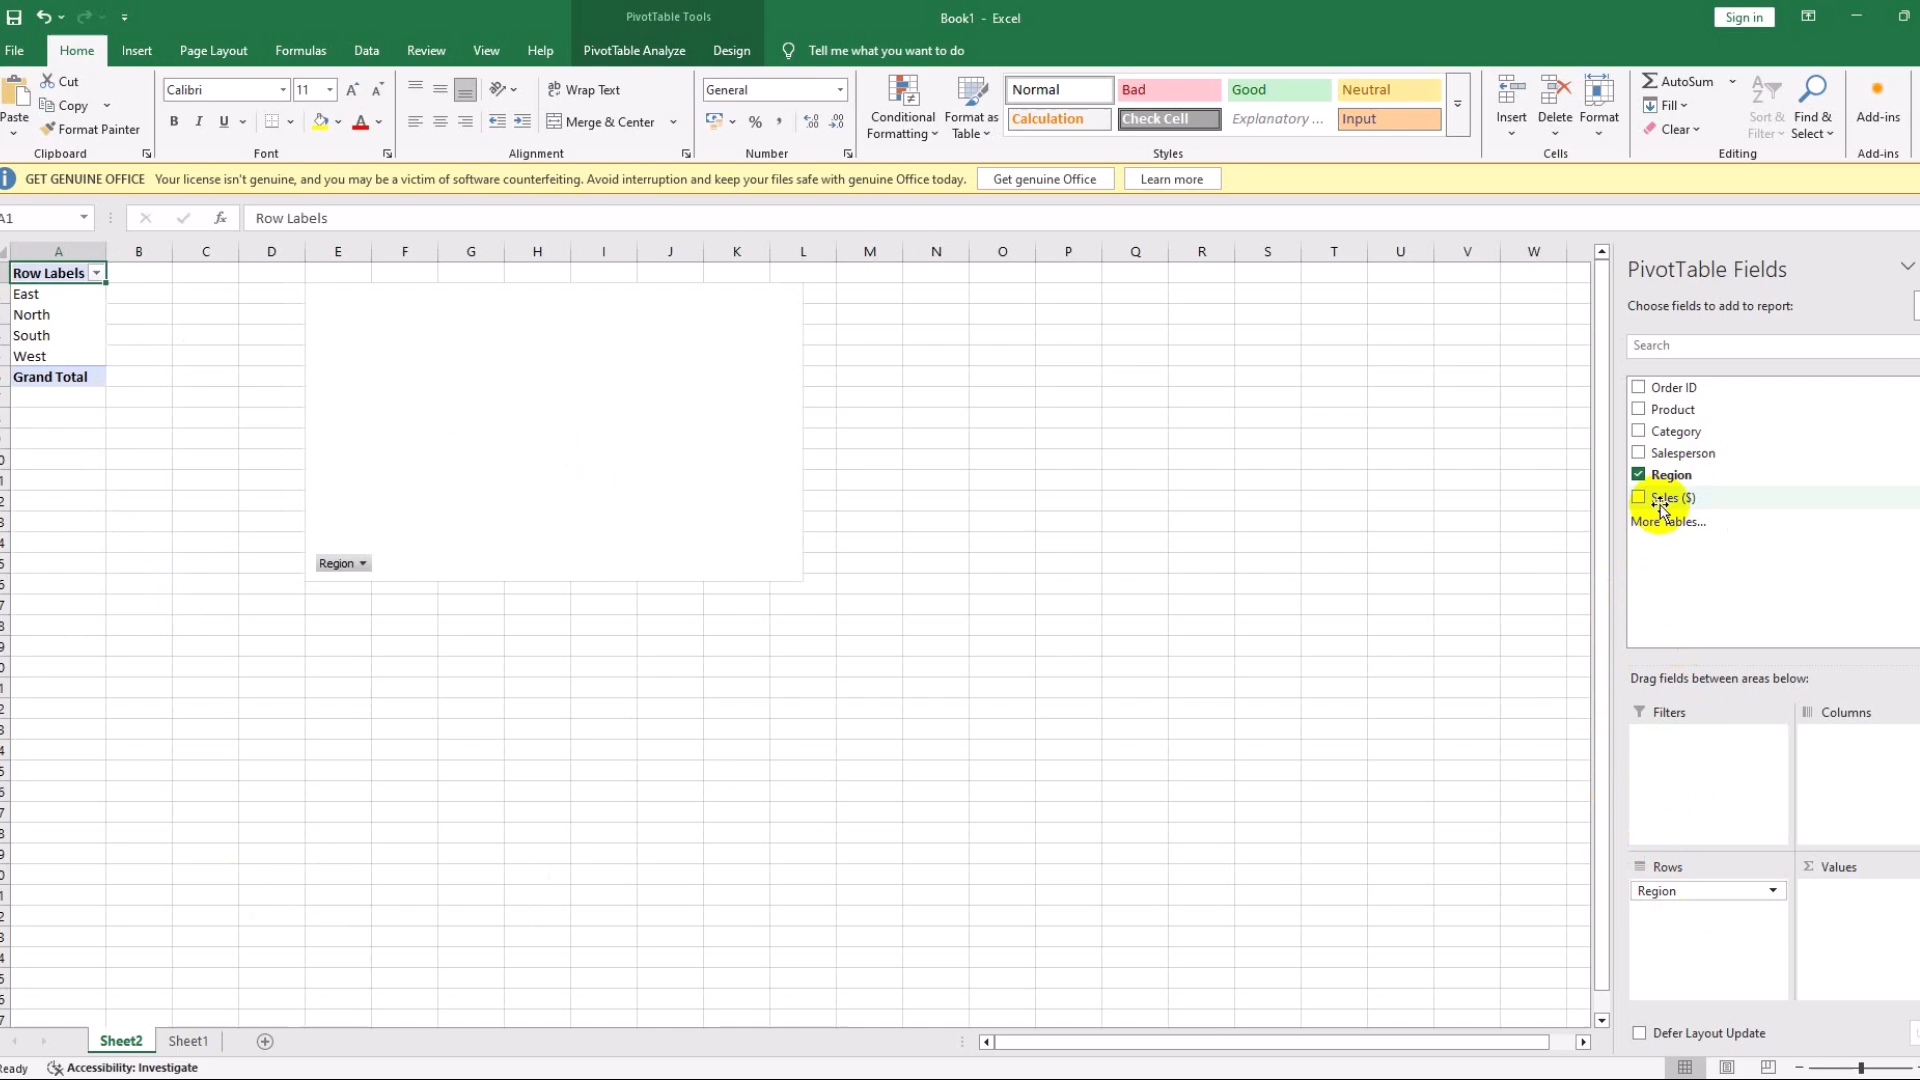 PivotTable Tools
Book1 - Excel
Sign in
File Home Insert Page Layout Formulas Data Review View Help PivotTable Analyze Design Tell me what you want to do
Cut
Copy
Format Painter
Paste
Clipboard
Calibri 11
B I U
Font
Wrap Text
Merge & Center
Alignment
General
Number
Conditional Formatting
Format as Table
Normal Bad Good Neutral
Calculation Check Cell Explanatory ... Input
Styles
Insert Delete Format
Cells
AutoSum
Fill
Clear
Sort & Filter
Find & Select
Editing
Add-ins
Add-ins
GET GENUINE OFFICE Your license isn't genuine, and you may be a victim of software counterfeiting. Avoid interruption and keep your files safe with genuine Office today. Get genuine Office Learn more
A1 fx Row Labels
A B C D E F G H I J K L M N O P Q R S T U V W
Row Labels
East
North
South
West
Grand Total
Region
PivotTable Fields
Choose fields to add to report:
Search
Order ID
Product
Category
Salesperson
Region
Sales ($)
More Tables...
Drag fields between areas below:
Filters
Columns
Rows
Values
Region
Defer Layout Update
Sheet2 Sheet1
Accessibility: Investigate